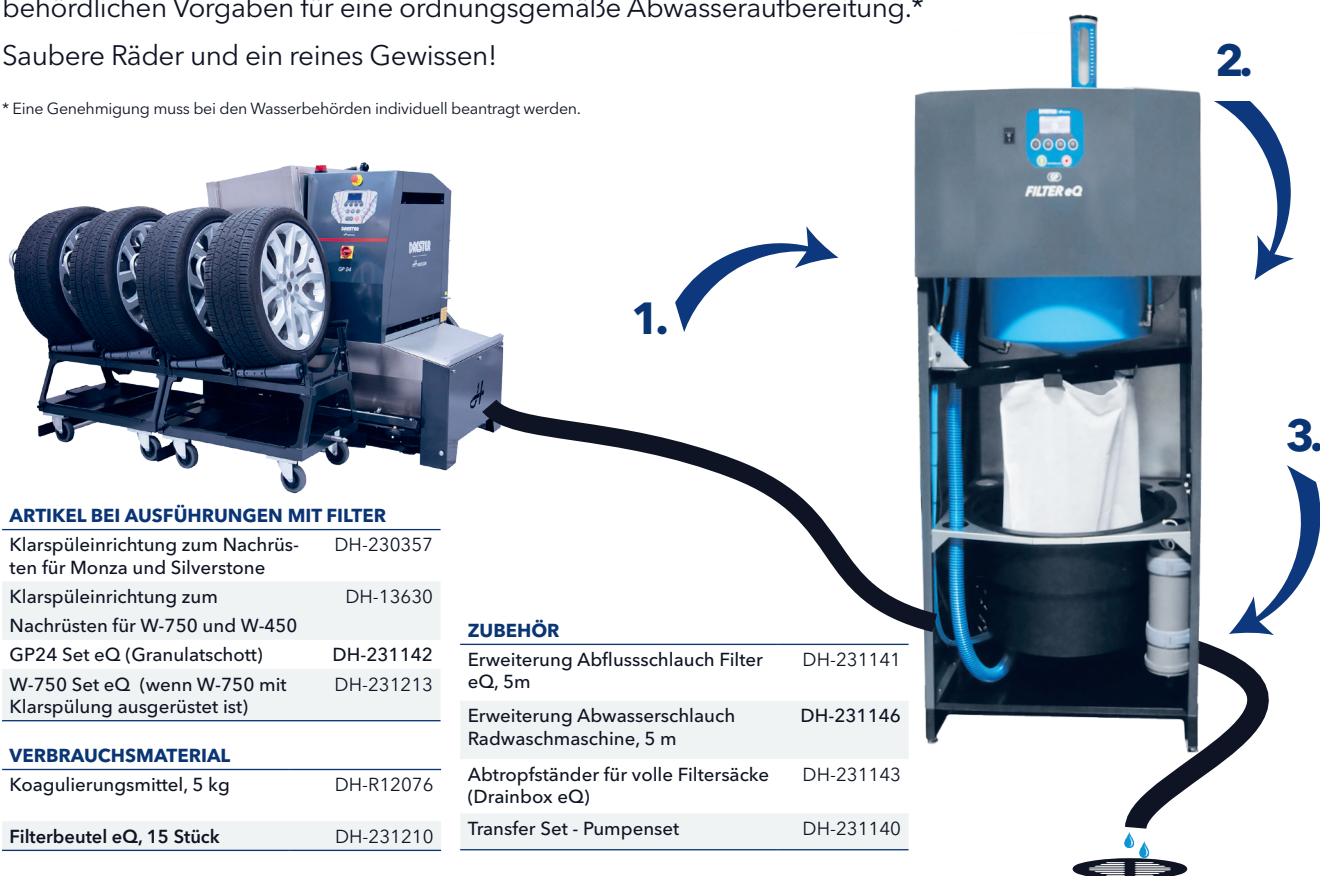 behördlichen Vorgaben für eine ordnungsgemäße Abwasseraufbereitung.*
Saubere Räder und ein reines Gewissen!
* Eine Genehmigung muss bei den Wasserbehörden individuell beantragt werden.
1.
2.
3.
DRESTER
DRESTER
GP 24
H
FILTER eQ
ARTIKEL BEI AUSFÜHRUNGEN MIT FILTER
Klarspüleinrichtung zum Nachrüs- DH-230357
ten für Monza und Silverstone
Klarspüleinrichtung zum DH-13630
Nachrüsten für W-750 und W-450
GP24 Set eQ (Granulatschott) DH-231142
W-750 Set eQ (wenn W-750 mit DH-231213
Klarspülung ausgerüstet ist)
VERBRAUCHSMATERIAL
Koagulierungsmittel, 5 kg DH-R12076
Filterbeutel eQ, 15 Stück DH-231210
ZUBEHÖR
Erweiterung Abflussschlauch Filter DH-231141
eQ, 5m
Erweiterung Abwasserschlauch DH-231146
Radwaschmaschine, 5 m
Abtropfständer für volle Filtersäcke DH-231143
(Drainbox eQ)
Transfer Set - Pumpenset DH-231140